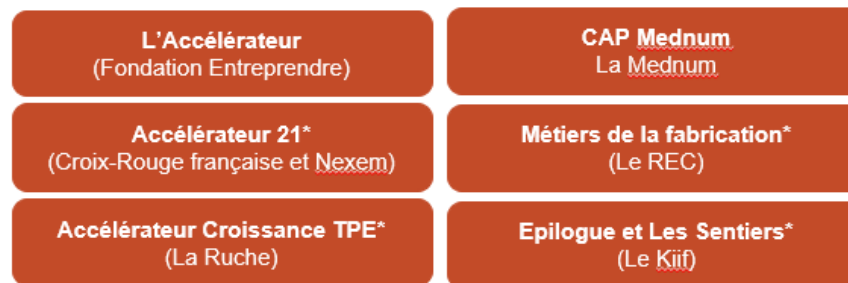 L'Accélérateur
(Fondation Entreprendre)
CAP Mednum
La Mednum
Accélérateur 21*
(Croix-Rouge française et Nexem)
Métiers de la fabrication*
(Le REC)
Accélérateur Croissance TPE*
(La Ruche)
Epilogue et Les Sentiers*
(Le Kiif)